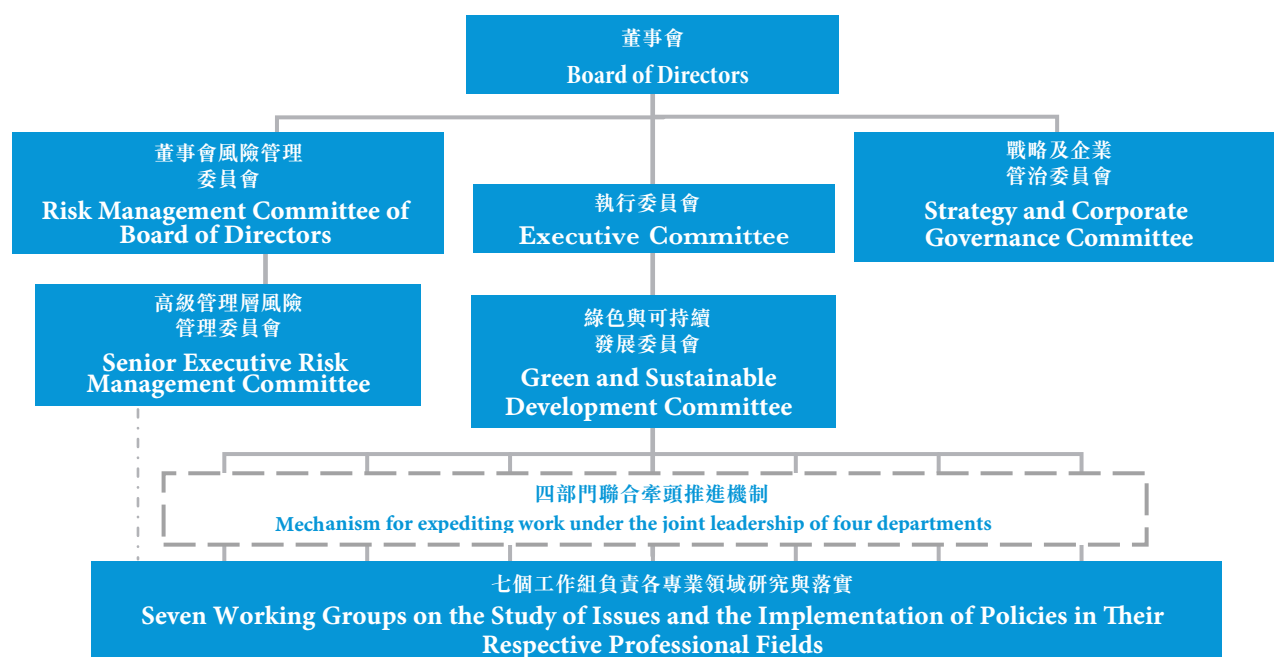 董事會
Board of Directors
董事會風險管理
委員會
Risk Management Committee of
Board of Directors
執行委員會
Executive Committee
戰略及企業
管治委員會
Strategy and Corporate
Governance Committee
高級管理層風險
管理委員會
Senior Executive Risk
Management Committee
綠色與可持續
發展委員會
Green and Sustainable
Development Committee
四部門聯合牽頭推進機制
Mechanism for expediting work under the joint leadership of four departments
七個工作組負責各專業領域研究與落實
Seven Working Groups on the Study of Issues and the Implementation of Policies in Their
Respective Professional Fields